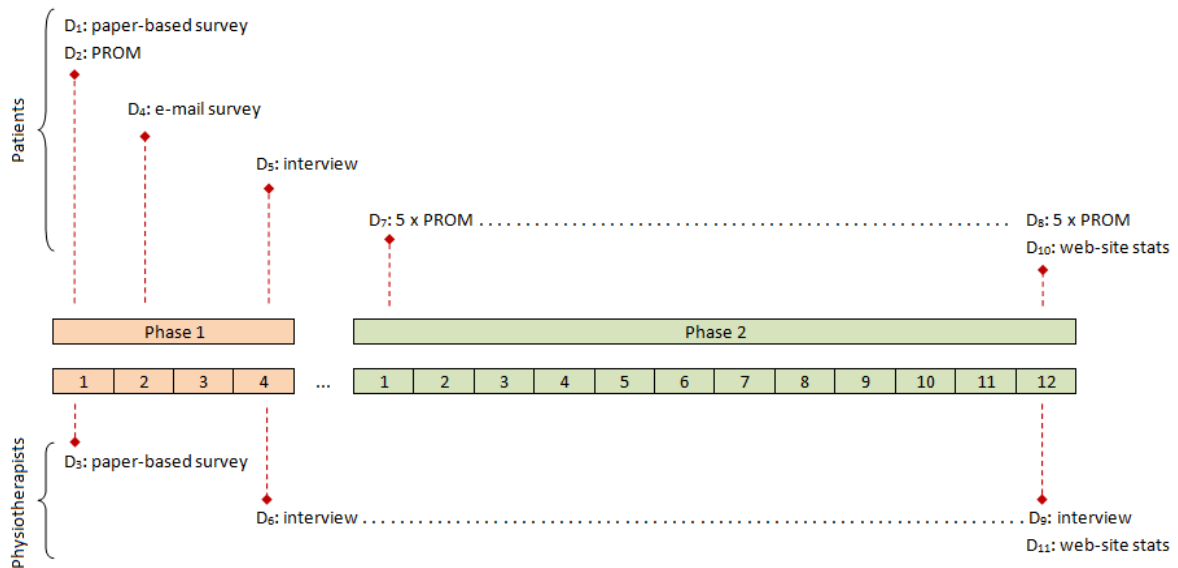 D₁: paper-based survey
D₂: PROM
D₄: e-mail survey
D₅: interview
D₇: 5 x PROM . . . . . . . . . . . . . . . . . . . . . . . . . . . . . . . . . . . . . . . . . . . . . . . . . . . . . . . . . D₈: 5 x PROM
D₁₀: web-site stats
Patients
Phase 1 Phase 2
1 2 3 4 ... 1 2 3 4 5 6 7 8 9 10 11 12
Physiotherapists
D₃: paper-based survey
D₆: interview . . . . . . . . . . . . . . . . . . . . . . . . . . . . . . . . . . . . . . . . . . . . . . . . . . . . . . . . . . . . . . . . . . . . . . . . D₉: interview
D₁₁: web-site stats